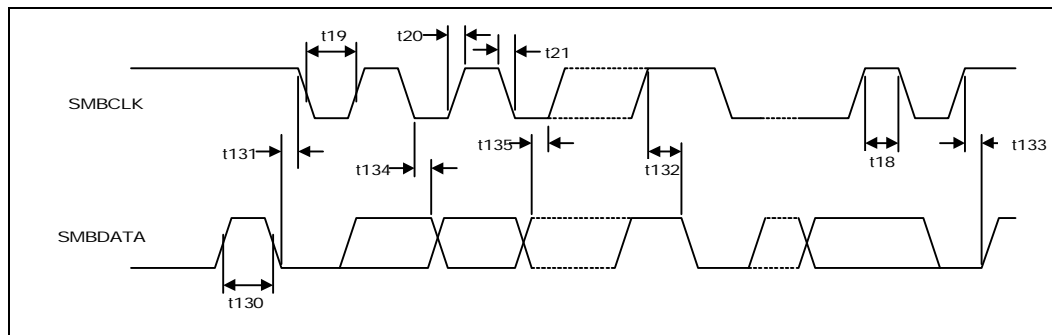 t19
t20
t21
SMBCLK
t131
t134
t135
t132
t18
t133
SMBDATA
t130